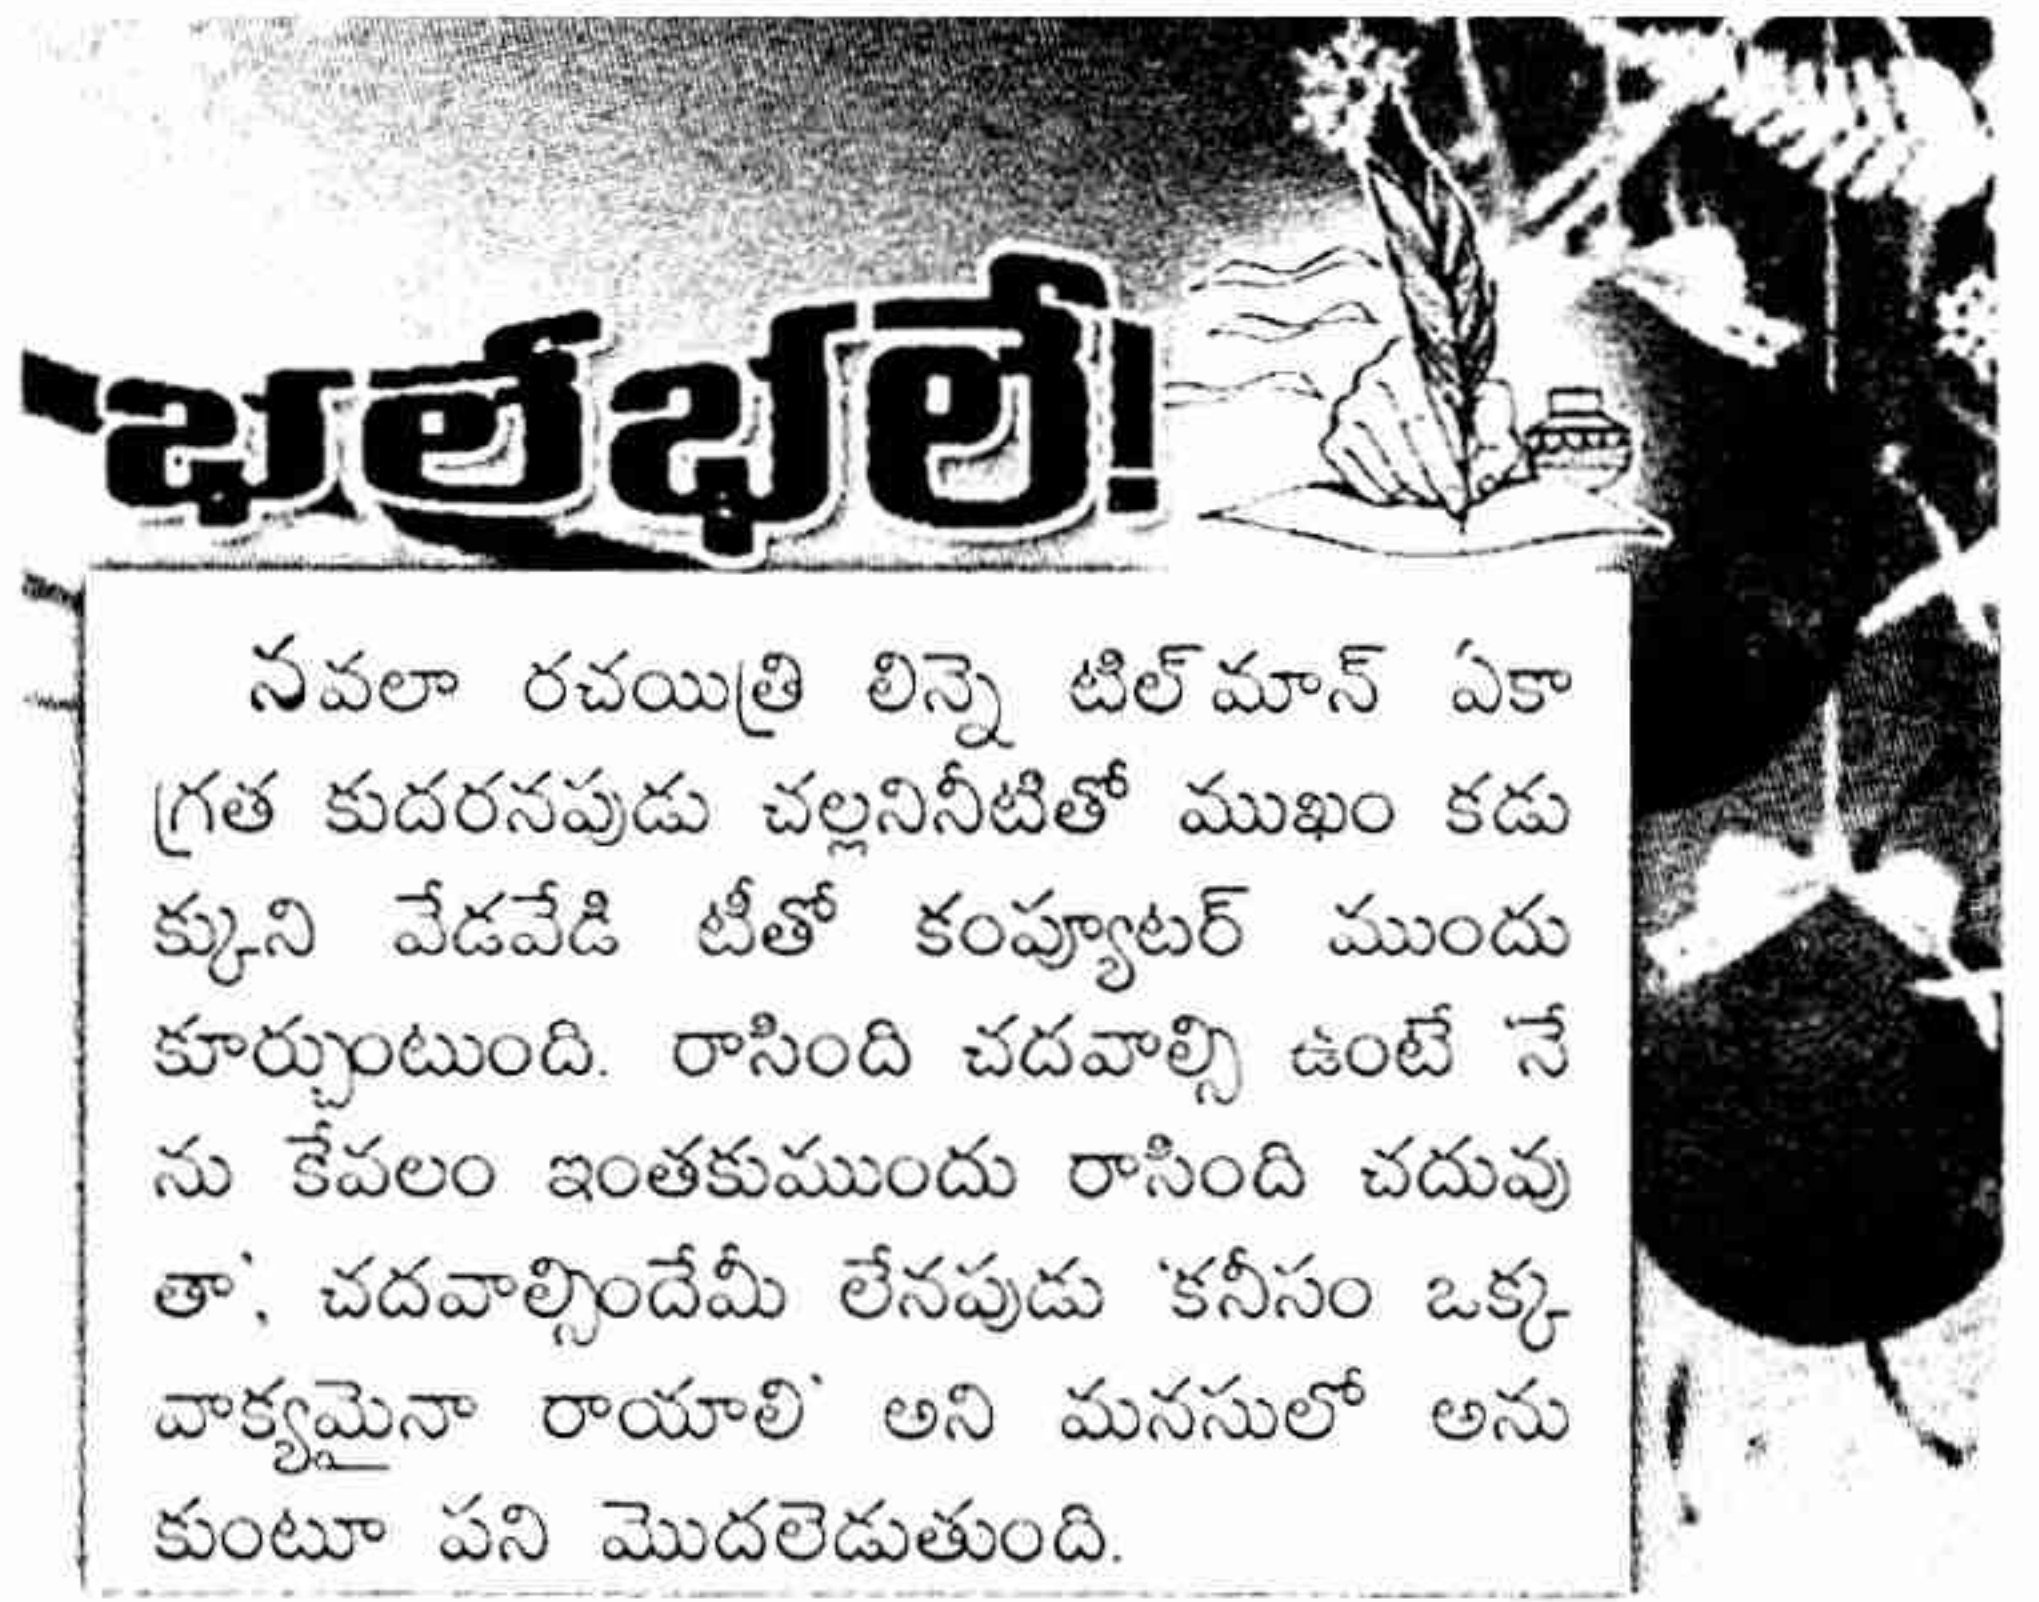 భలేభలే!
నవలా రచయిత్రి లిన్నె టిల్‌మాన్ ఏకా
గ్రత కుదరనపుడు చల్లనినీటితో ముఖం కడు
క్కుని వేడవేడి టీతో కంప్యూటర్ ముందు
కూర్చుంటుంది. రాసింది చదవాల్సి ఉంటే 'నే
ను కేవలం ఇంతకుముందు రాసింది చదువు
తా', చదవాల్సిందేమీ లేనపుడు 'కనీసం ఒక్క
వాక్యమైనా రాయాలి' అని మనసులో అను
కుంటూ పని మొదలెడుతుంది.